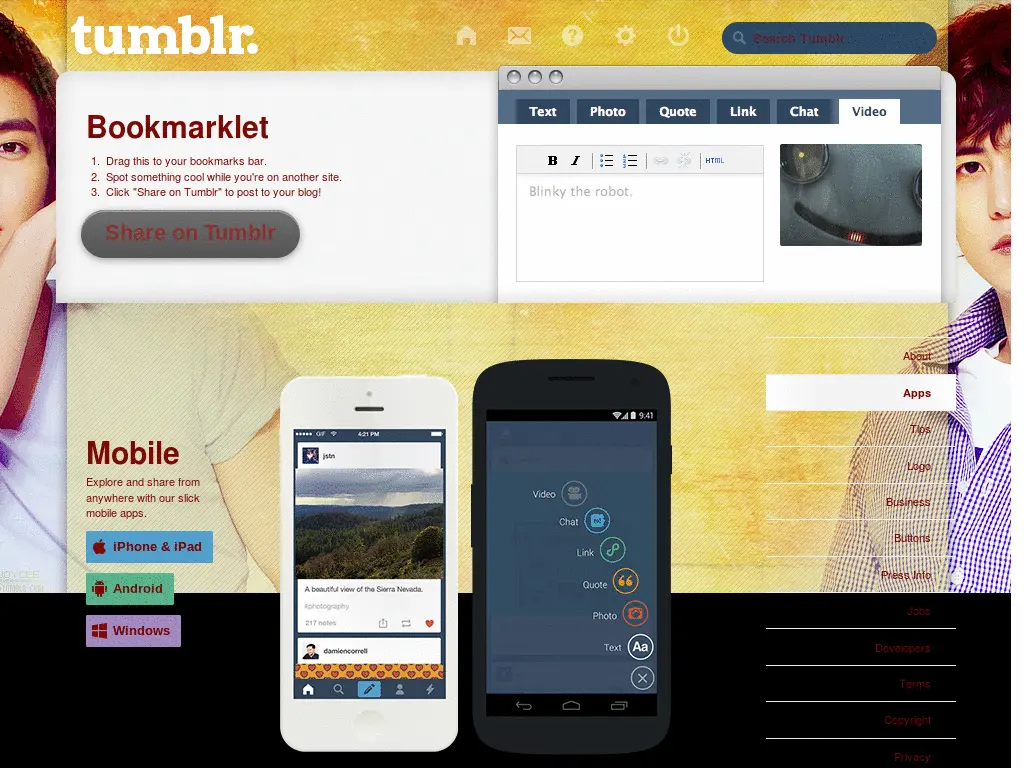 tumblr.
Search Tumblr
Bookmarklet
1. Drag this to your bookmarks bar.
2. Spot something cool while you're on another site.
3. Click "Share on Tumblr" to post to your blog!
Share on Tumblr
Text Photo Quote Link Chat Video
B I HTML
Blinky the robot.
About
Apps
Tips
Logo
Business
Buttons
Press Info
Jobs
Developers
Terms
Copyright
Privacy
Mobile
Explore and share from
anywhere with our slick
mobile apps.
iPhone & iPad
Android
Windows
GIF 4:21 PM
jstn
A beautiful view of the Sierra Nevada.
#photography
217 notes
damiencorrell
9:41
Video
Chat
Link
Quote
Photo
Text Aa